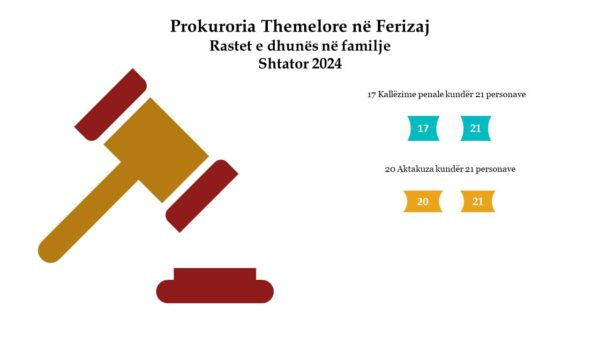 Prokuroria Themelore në Ferizaj
Rastet e dhunës në familje
Shtator 2024
17 Kallëzime penale kundër 21 personave
17 21
20 Aktakuza kundër 21 personave
20 21